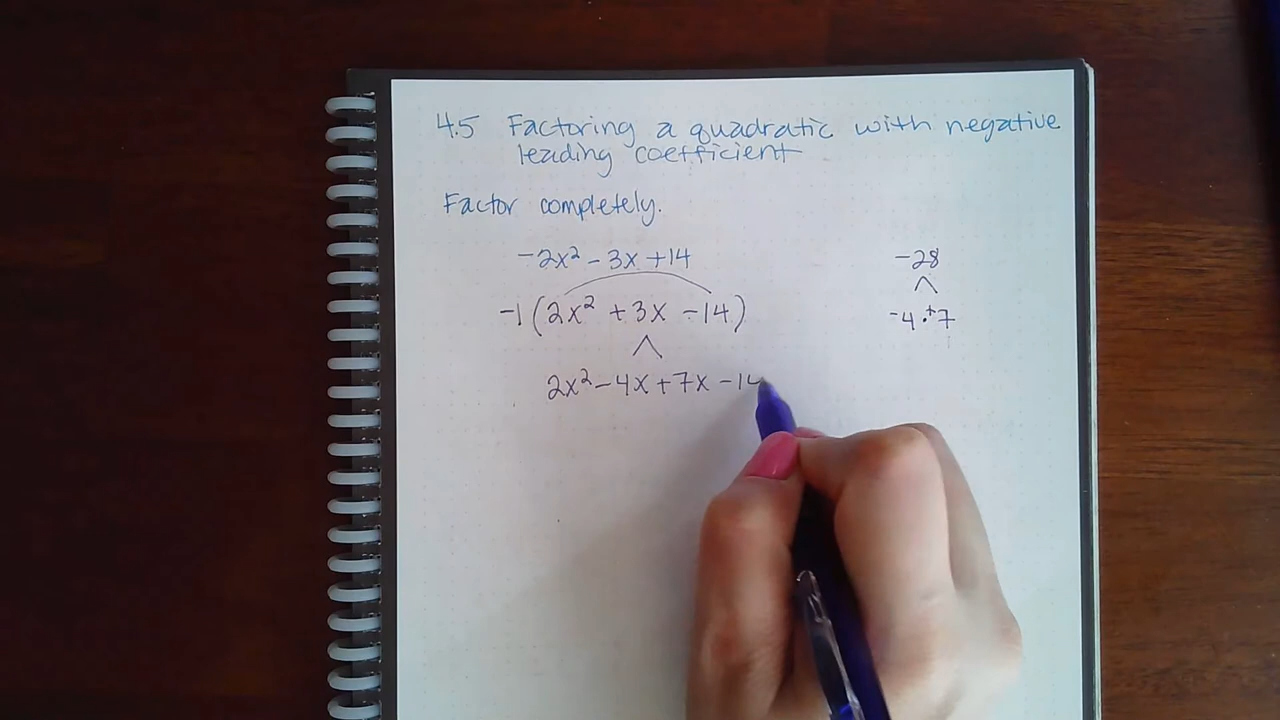 4.5 Factoring a quadratic with negative
leading coefficient
Factor completely.
-2x² - 3x + 14
-28
-1(2x² + 3x - 14)
-4 · +7
2x² - 4x + 7x - 14